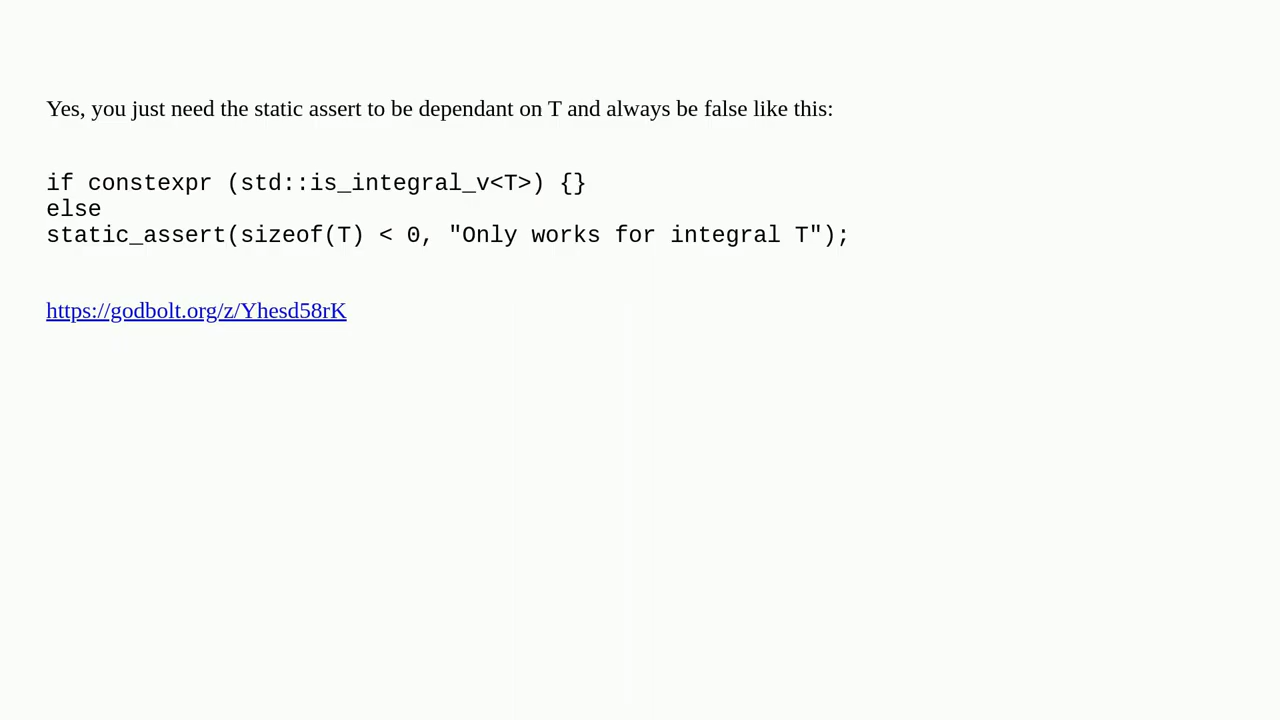 Yes, you just need the static assert to be dependant on T and always be false like this:
if constexpr (std::is_integral_v<T>) {}
else
static_assert(sizeof(T) < 0, "Only works for integral T");
https://godbolt.org/z/Yhesd58rK